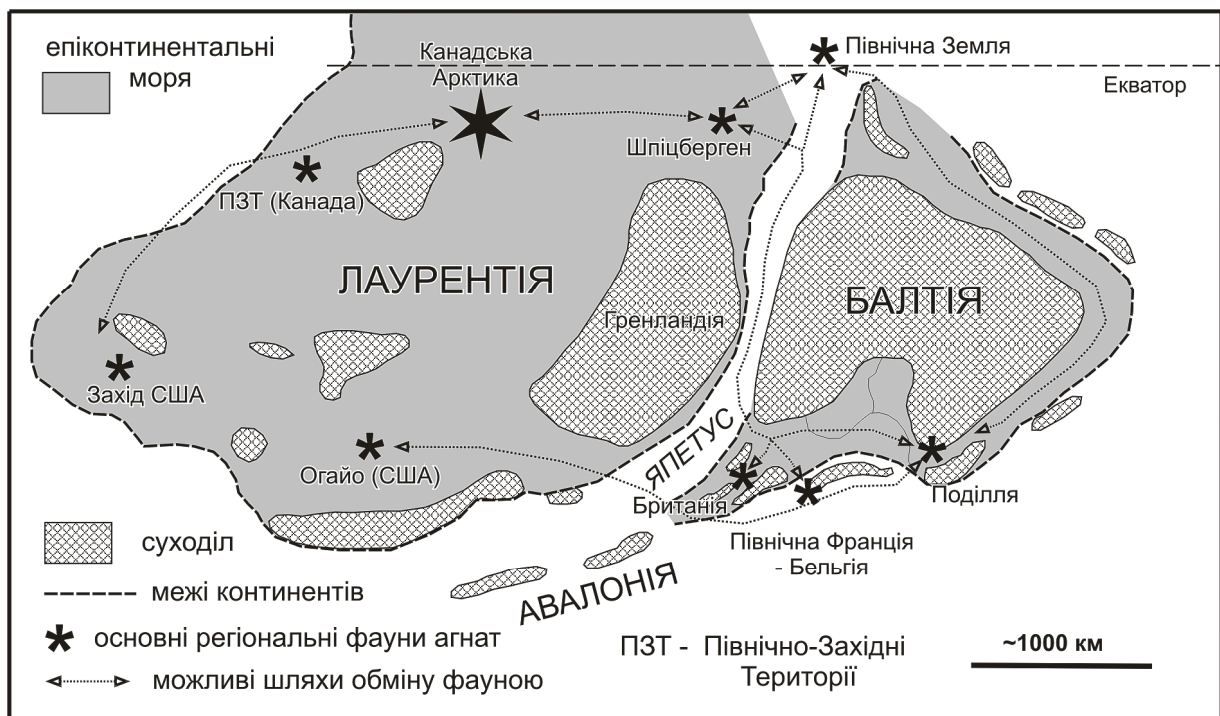 епіконтинентальні
моря
Канадська
Арктика
Північна Земля
Екватор
Шпіцберген
ПЗТ (Канада)
ЛАУРЕНТІЯ
БАЛТІЯ
Гренландія
Захід США
ЯПЕТУС
Огайо (США)
Британія
Поділля
Північна Франція
- Бельгія
АВАЛОНІЯ
суходіл
межі континентів
основні регіональні фауни агнат
можливі шляхи обміну фауною
ПЗТ - Північно-Західні
Території
~1000 км